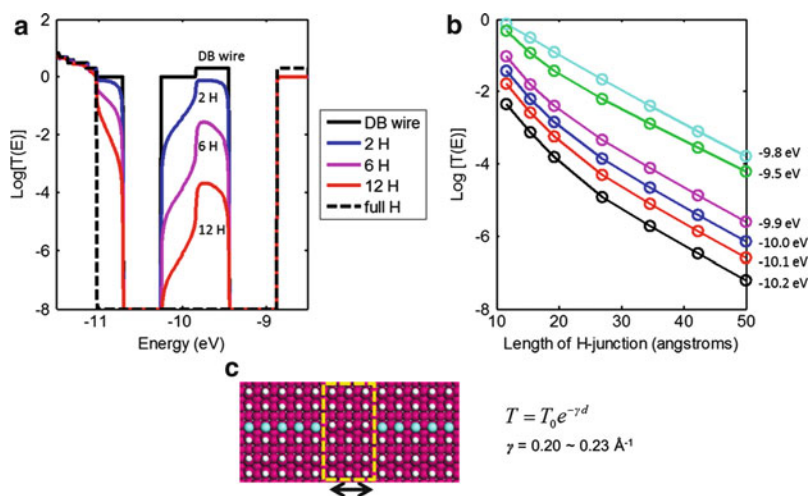 a
2
0
-2
-4
-6
-8
Log[T(E)]
-11
-10
-9
Energy (eV)
DB wire
2 H
6 H
12 H
DB wire
2 H
6 H
12 H
full H
b
0
-2
-4
-6
-8
Log [T(E)]
10
20
30
40
50
Length of H-junction (angstroms)
-9.8 eV
-9.5 eV
-9.9 eV
-10.0 eV
-10.1 eV
-10.2 eV
c
T = T₀e^{-γd}
γ = 0.20 ~ 0.23 Å⁻¹